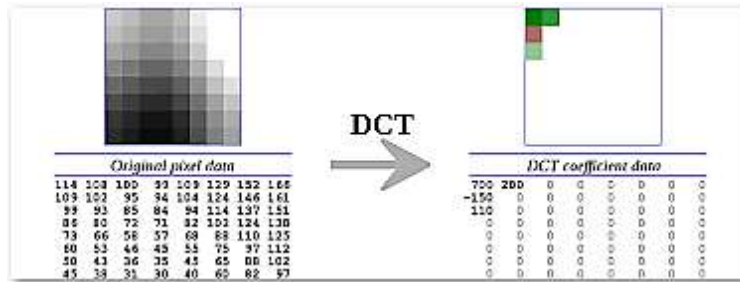 DCT
Original pixel data
114 108 100 99 109 129 152 166
109 102 95 94 104 124 146 161
99 93 85 84 94 114 137 151
86 80 72 71 82 102 124 138
73 66 58 57 68 88 110 125
60 53 46 45 55 75 97 112
50 43 36 35 45 65 88 102
45 38 31 30 40 60 82 97
DCT coefficient data
700 200 0 0 0 0 0 0
-150 0 0 0 0 0 0 0
110 0 0 0 0 0 0 0
0 0 0 0 0 0 0 0
0 0 0 0 0 0 0 0
0 0 0 0 0 0 0 0
0 0 0 0 0 0 0 0
0 0 0 0 0 0 0 0